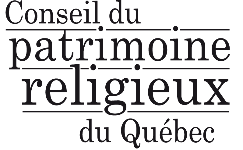 Conseil du
patrimoine
religieux
du Québec